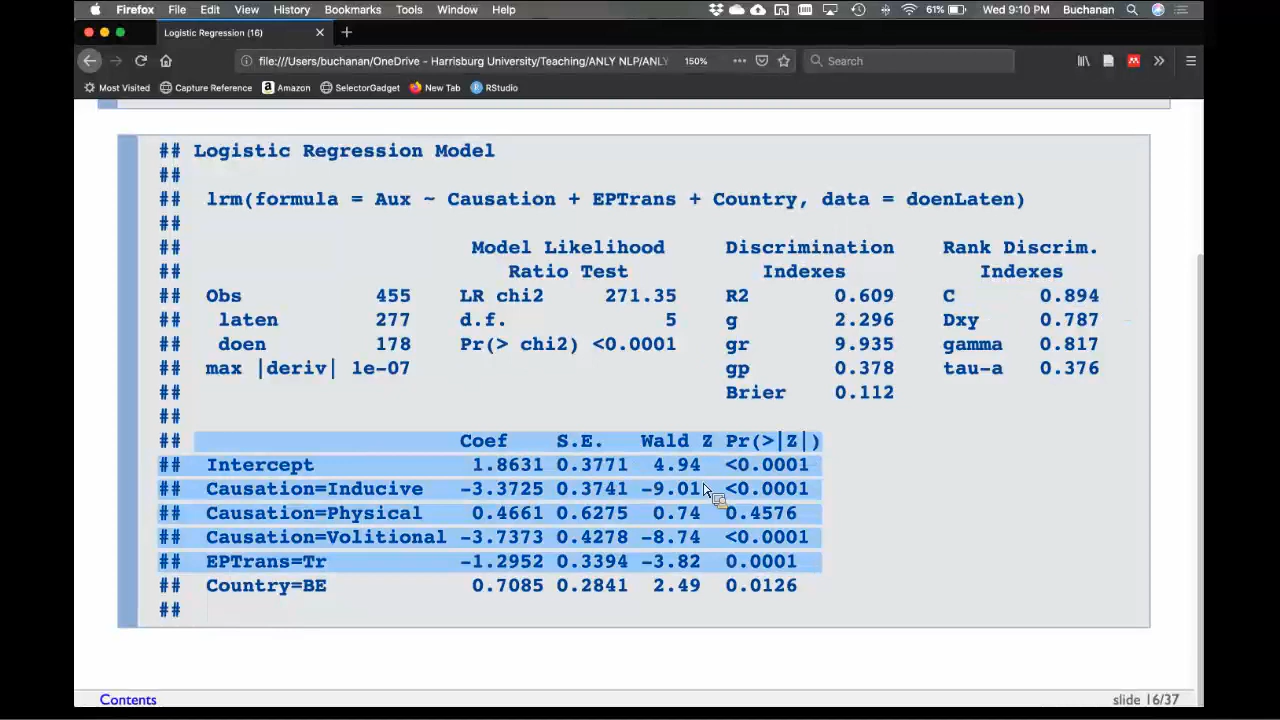 Firefox File Edit View History Bookmarks Tools Window Help 61% Wed 9:10 PM Buchanan
Logistic Regression (16)
file:///Users/buchanan/OneDrive - Harrisburg University/Teaching/ANLY NLP/ANLY 150% Search
Most Visited Capture Reference Amazon SelectorGadget New Tab RStudio
## Logistic Regression Model
##
## lrm(formula = Aux ~ Causation + EPTrans + Country, data = doenLaten)
##
## Model Likelihood Discrimination Rank Discrim.
## Ratio Test Indexes Indexes
## Obs 455 LR chi2 271.35 R2 0.609 C 0.894
## laten 277 d.f. 5 g 2.296 Dxy 0.787
## doen 178 Pr(> chi2) <0.0001 gr 9.935 gamma 0.817
## max |deriv| 1e-07 gp 0.378 tau-a 0.376
## Brier 0.112
##
## Coef S.E. Wald Z Pr(>|Z|)
## Intercept 1.8631 0.3771 4.94 <0.0001
## Causation=Inducive -3.3725 0.3741 -9.01 <0.0001
## Causation=Physical 0.4661 0.6275 0.74 0.4576
## Causation=Volitional -3.7373 0.4278 -8.74 <0.0001
## EPTrans=Tr -1.2952 0.3394 -3.82 0.0001
## Country=BE 0.7085 0.2841 2.49 0.0126
##
Contents slide 16/37